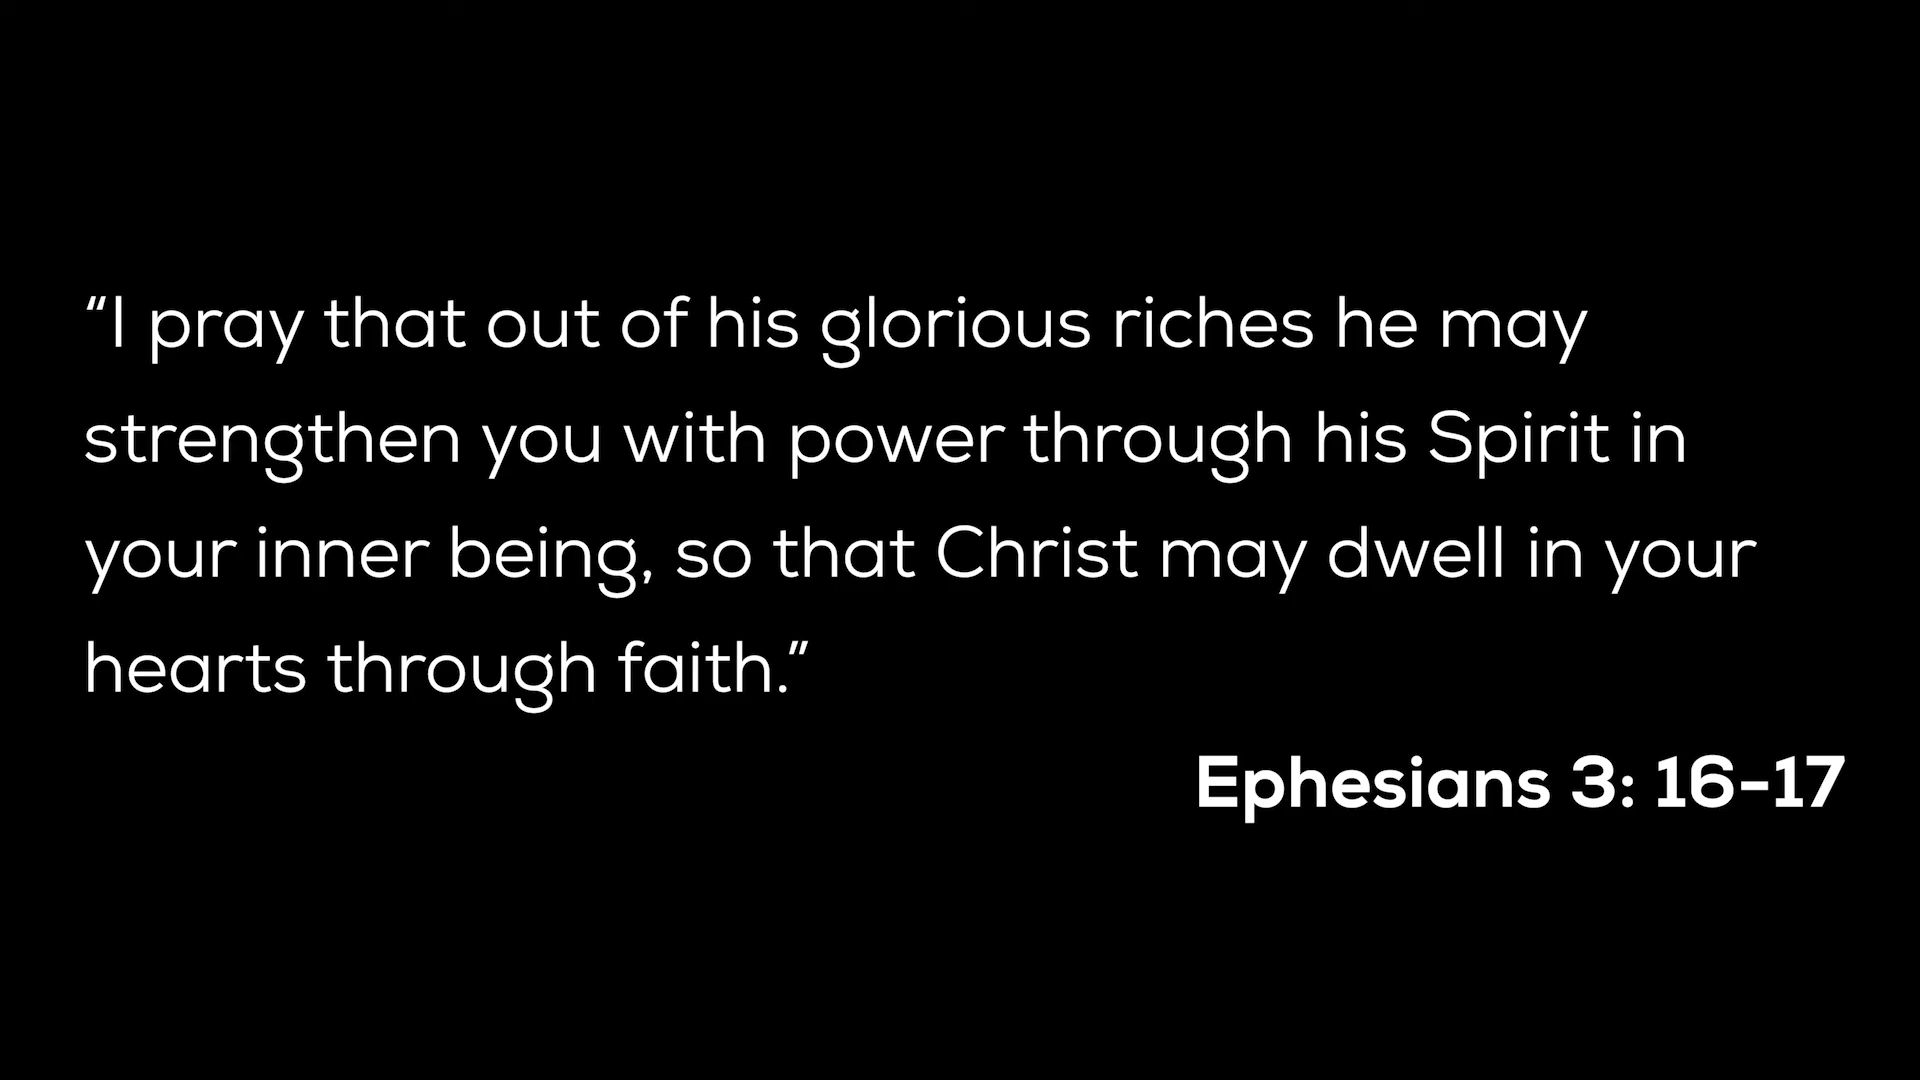 “I pray that out of his glorious riches he may
strengthen you with power through his Spirit in
your inner being, so that Christ may dwell in your
hearts through faith.”
Ephesians 3: 16-17